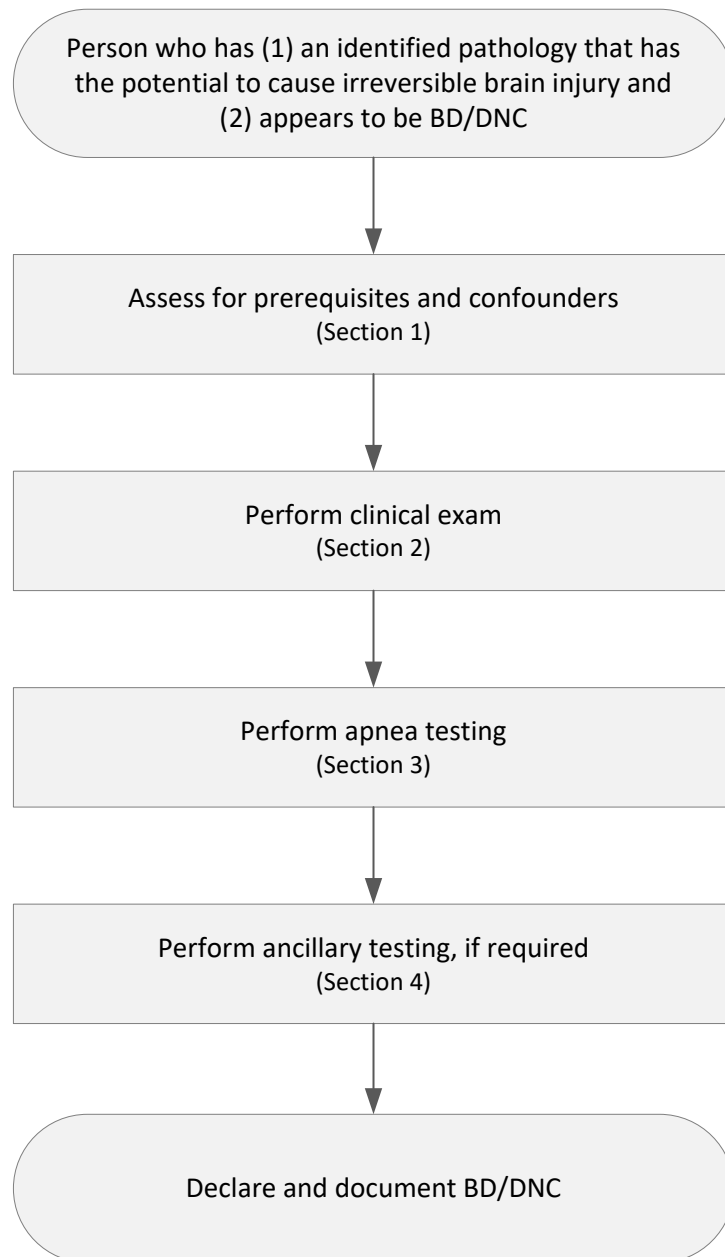 Person who has (1) an identified pathology that has
the potential to cause irreversible brain injury and
(2) appears to be BD/DNC
Assess for prerequisites and confounders
(Section 1)
Perform clinical exam
(Section 2)
Perform apnea testing
(Section 3)
Perform ancillary testing, if required
(Section 4)
Declare and document BD/DNC